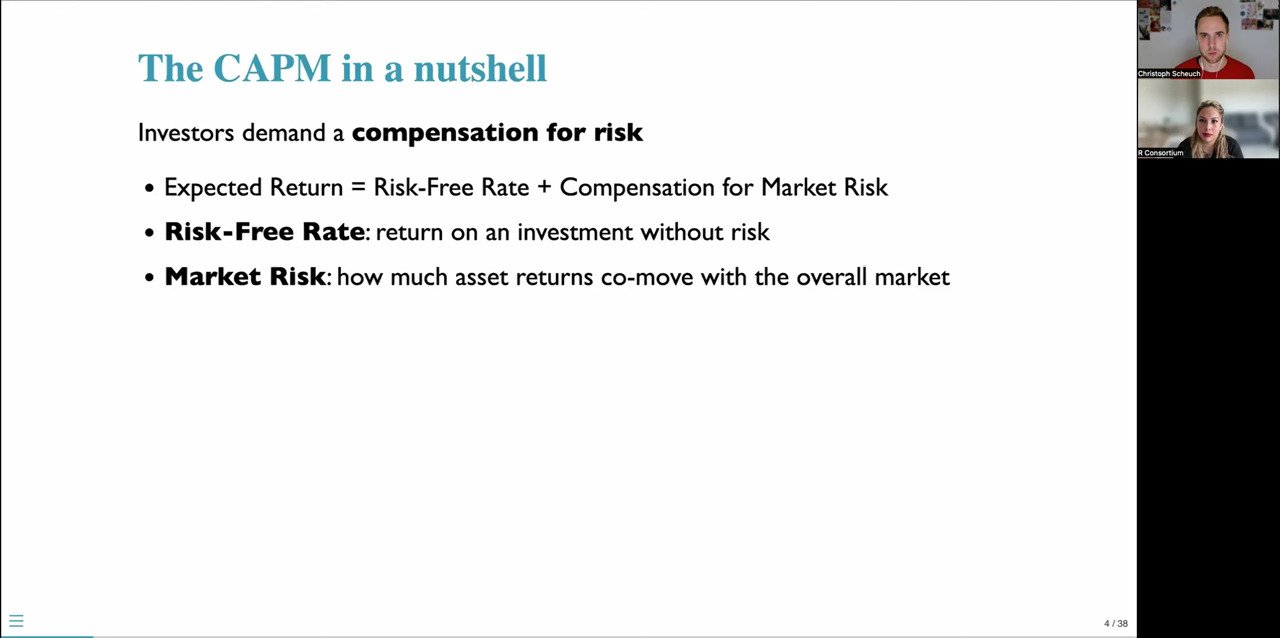 The CAPM in a nutshell
Investors demand a compensation for risk
• Expected Return = Risk-Free Rate + Compensation for Market Risk
• Risk-Free Rate: return on an investment without risk
• Market Risk: how much asset returns co-move with the overall market
4 / 38
Christoph Scheuch
R Consortium